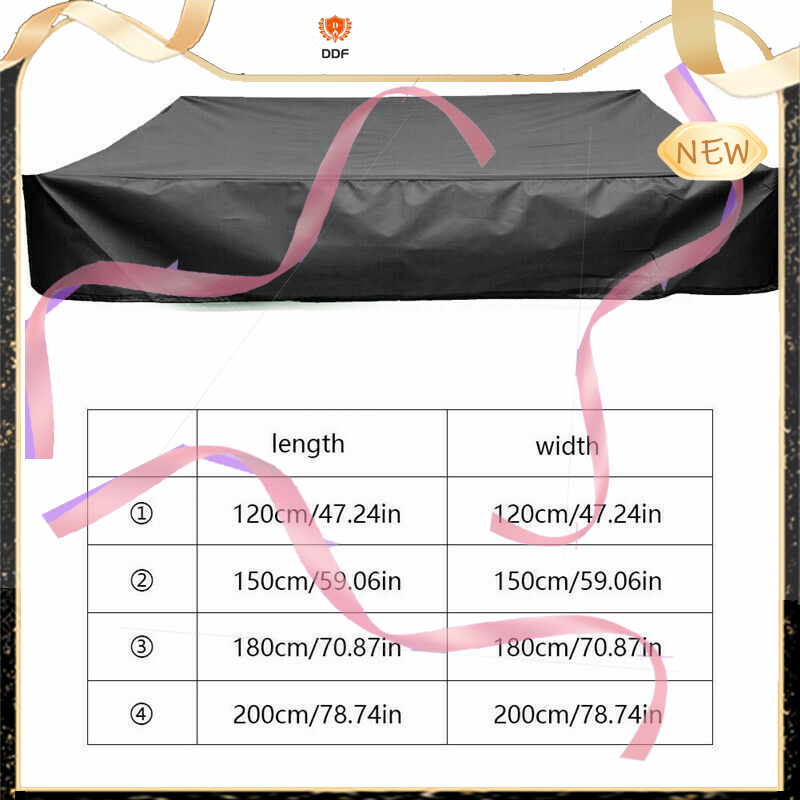 DDF
NEW
length width
① 120cm/47.24in 120cm/47.24in
② 150cm/59.06in 150cm/59.06in
③ 180cm/70.87in 180cm/70.87in
④ 200cm/78.74in 200cm/78.74in